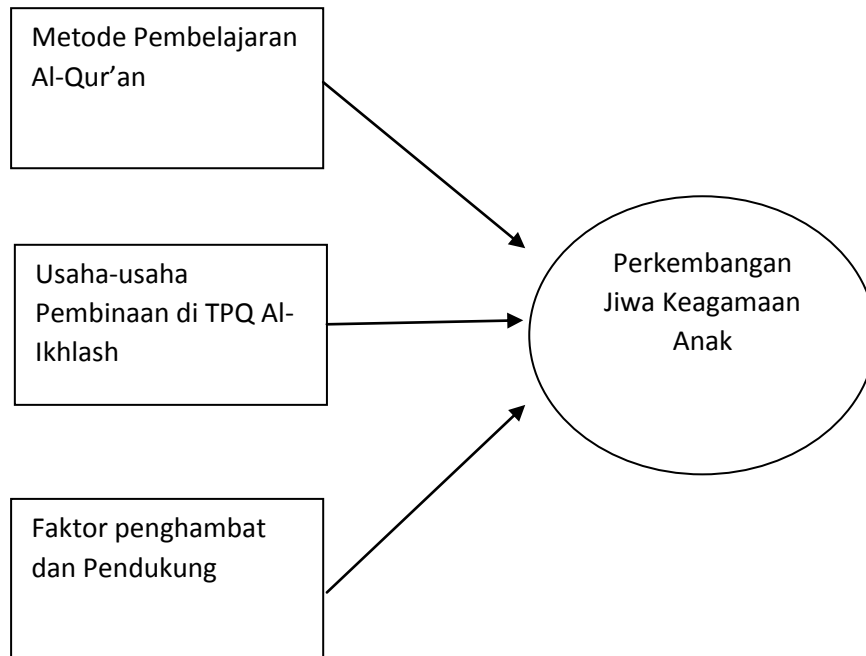 Metode Pembelajaran
Al-Qur’an
Usaha-usaha
Pembinaan di TPQ Al-
Ikhlash
Faktor penghambat
dan Pendukung
Perkembangan
Jiwa Keagamaan
Anak